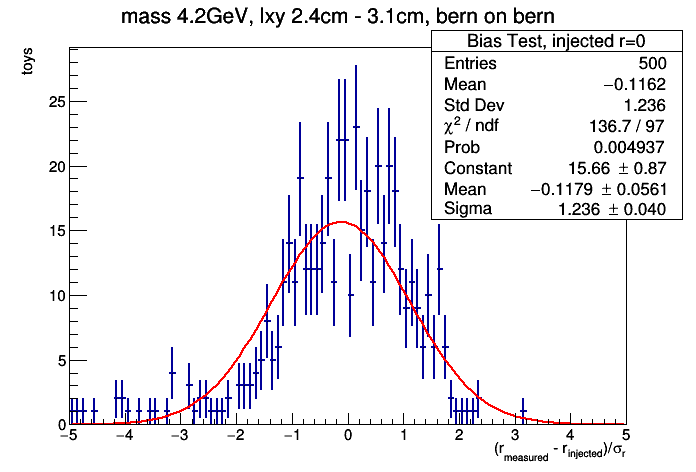 mass 4.2GeV, lxy 2.4cm - 3.1cm, bern on bern
Bias Test, injected r=0
Entries 500
Mean −0.1162
Std Dev 1.236
χ² / ndf 136.7 / 97
Prob 0.004937
Constant 15.66 ± 0.87
Mean −0.1179 ± 0.0561
Sigma 1.236 ± 0.040
toys
25
20
15
10
5
0
−5 −4 −3 −2 −1 0 1 2 3 4 5
(r_measured - r_injected)/σ_r